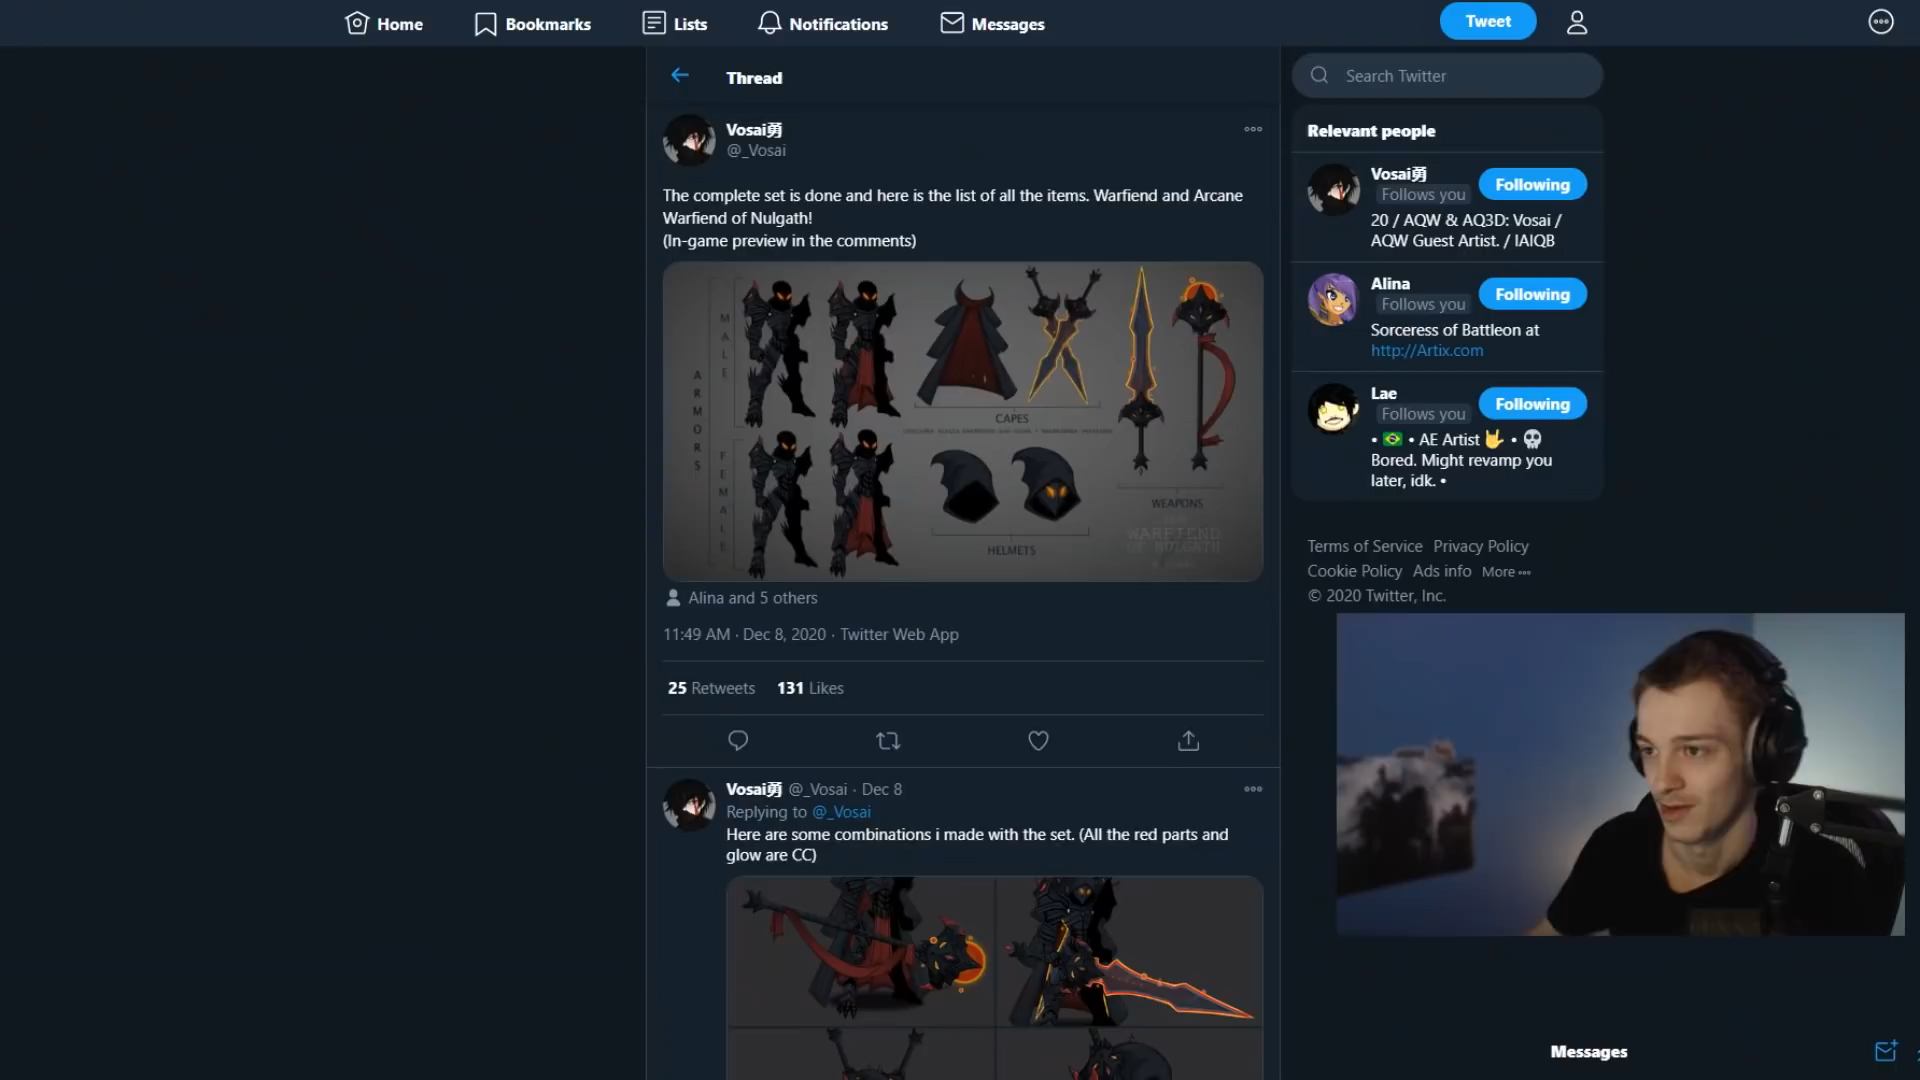 Home
Bookmarks
Lists
Notifications
Messages
Tweet
Thread
Search Twitter
Vosai勇
@_Vosai
The complete set is done and here is the list of all the items. Warfiend and Arcane
Warfiend of Nulgath!
(In-game preview in the comments)
ARMORS
MALE
FEMALE
CAPES
HELMETS
WEAPONS
WARFIEND
OF NULGATH
Alina and 5 others
11:49 AM · Dec 8, 2020 · Twitter Web App
25 Retweets 131 Likes
Vosai勇 @_Vosai · Dec 8
Replying to @_Vosai
Here are some combinations i made with the set. (All the red parts and
glow are CC)
Relevant people
Vosai勇
Follows you
Following
20 / AQW & AQ3D: Vosai /
AQW Guest Artist. / IAIQB
Alina
Follows you
Following
Sorceress of Battleon at
http://Artix.com
Lae
Follows you
Following
• 🇧🇷 • AE Artist 🤘 • 💀
Bored. Might revamp you
later, idk. •
Terms of Service Privacy Policy
Cookie Policy Ads info More
© 2020 Twitter, Inc.
Messages